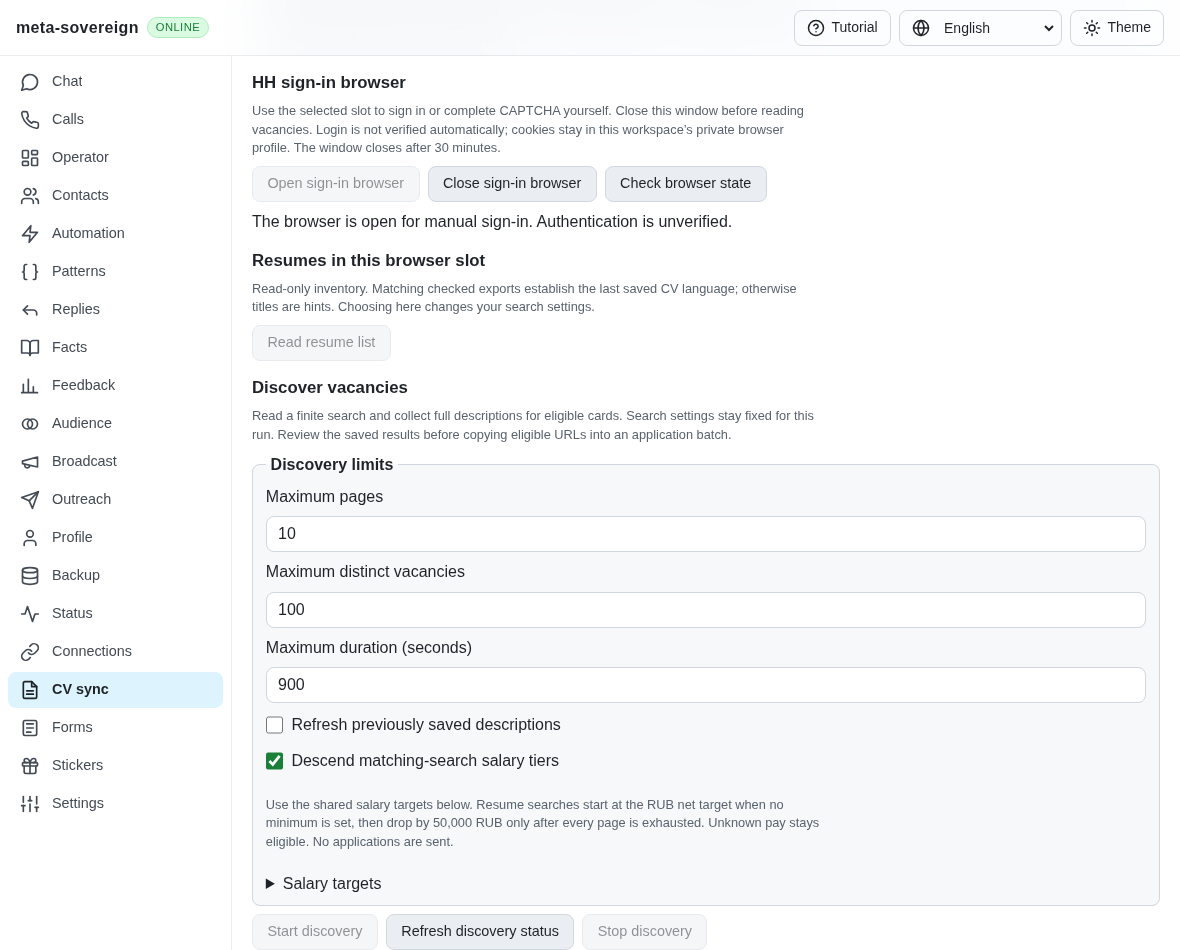 meta-sovereign ONLINE Tutorial English Theme
Chat
Calls
Operator
Contacts
Automation
Patterns
Replies
Facts
Feedback
Audience
Broadcast
Outreach
Profile
Backup
Status
Connections
CV sync
Forms
Stickers
Settings
HH sign-in browser
Use the selected slot to sign in or complete CAPTCHA yourself. Close this window before reading
vacancies. Login is not verified automatically; cookies stay in this workspace's private browser
profile. The window closes after 30 minutes.
Open sign-in browser Close sign-in browser Check browser state
The browser is open for manual sign-in. Authentication is unverified.
Resumes in this browser slot
Read-only inventory. Matching checked exports establish the last saved CV language; otherwise
titles are hints. Choosing here changes your search settings.
Read resume list
Discover vacancies
Read a finite search and collect full descriptions for eligible cards. Search settings stay fixed for this
run. Review the saved results before copying eligible URLs into an application batch.
Discovery limits
Maximum pages
10
Maximum distinct vacancies
100
Maximum duration (seconds)
900
Refresh previously saved descriptions
Descend matching-search salary tiers
Use the shared salary targets below. Resume searches start at the RUB net target when no
minimum is set, then drop by 50,000 RUB only after every page is exhausted. Unknown pay stays
eligible. No applications are sent.
Salary targets
Start discovery Refresh discovery status Stop discovery